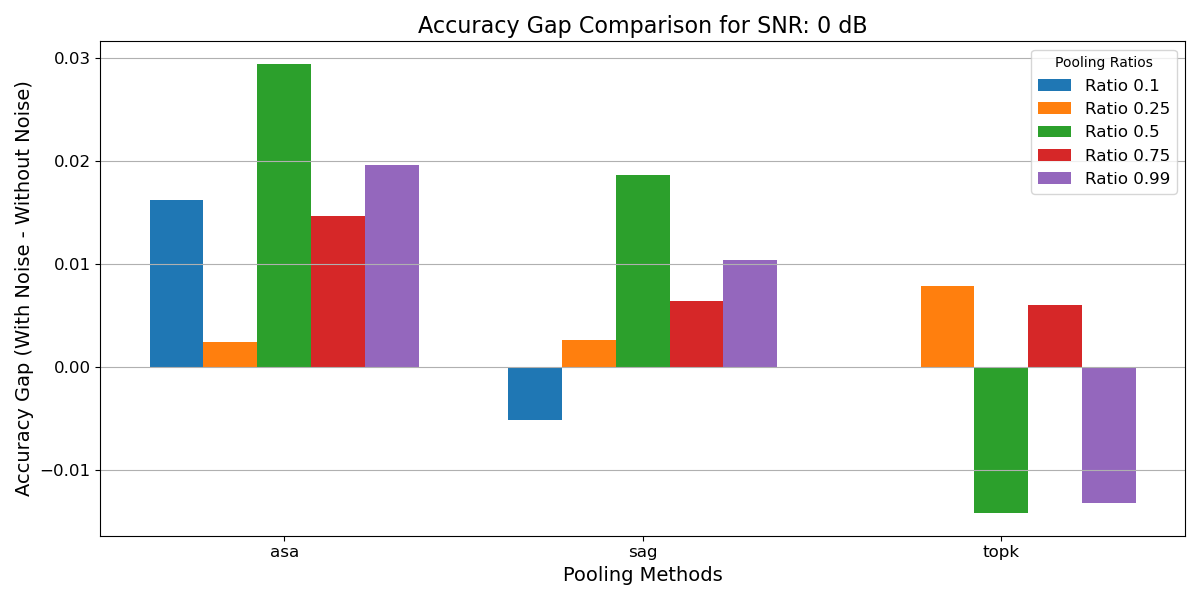 Accuracy Gap Comparison for SNR: 0 dB
Accuracy Gap (With Noise - Without Noise)
0.03
0.02
0.01
0.00
−0.01
Pooling Ratios
Ratio 0.1
Ratio 0.25
Ratio 0.5
Ratio 0.75
Ratio 0.99
asa
sag
topk
Pooling Methods